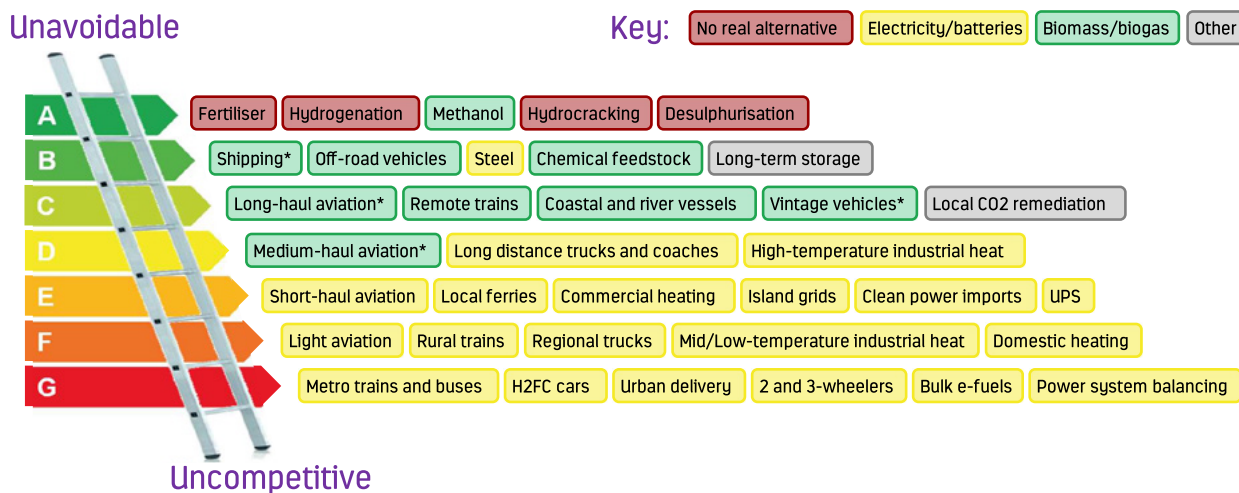 Unavoidable
Key: No real alternative Electricity/batteries Biomass/biogas Other
A Fertiliser Hydrogenation Methanol Hydrocracking Desulphurisation
B Shipping* Off-road vehicles Steel Chemical feedstock Long-term storage
C Long-haul aviation* Remote trains Coastal and river vessels Vintage vehicles* Local CO2 remediation
D Medium-haul aviation* Long distance trucks and coaches High-temperature industrial heat
E Short-haul aviation Local ferries Commercial heating Island grids Clean power imports UPS
F Light aviation Rural trains Regional trucks Mid/Low-temperature industrial heat Domestic heating
G Metro trains and buses H2FC cars Urban delivery 2 and 3-wheelers Bulk e-fuels Power system balancing
Uncompetitive